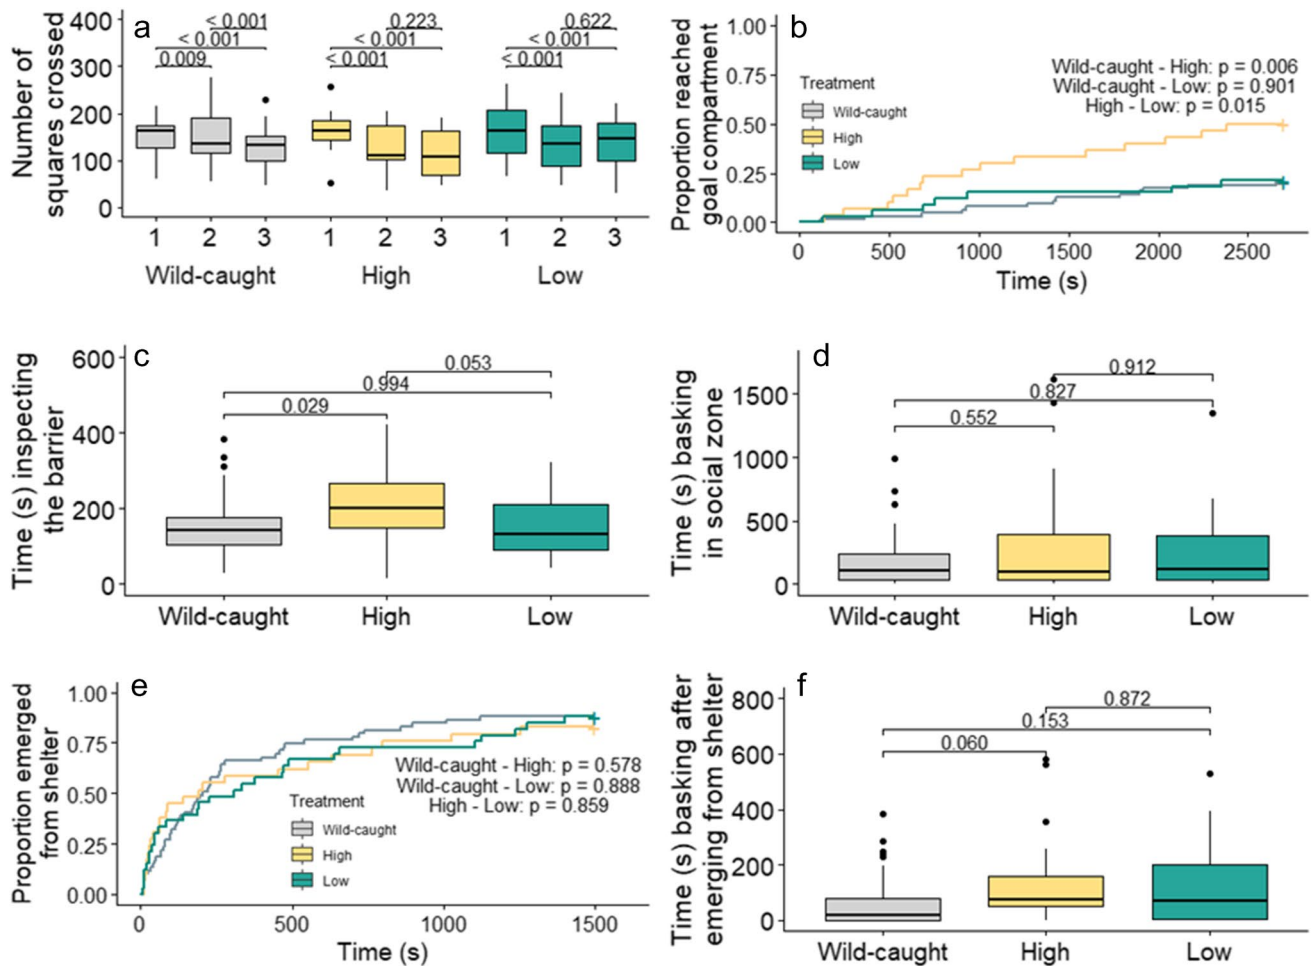 a
Number of
squares crossed
400
300
200
100
0
< 0.001
< 0.001
0.009
0.223
< 0.001
< 0.001
0.622
< 0.001
< 0.001
1 2 3 1 2 3 1 2 3
Wild-caught High Low
b
Proportion reached
goal compartment
1.00
0.75
0.50
0.25
0.00
Treatment
Wild-caught
High
Low
Wild-caught - High: p = 0.006
Wild-caught - Low: p = 0.901
High - Low: p = 0.015
0 500 1000 1500 2000 2500
Time (s)
c
Time (s) inspecting
the barrier
600
400
200
0
0.053
0.994
0.029
Wild-caught High Low
d
Time (s) basking
in social zone
1500
1000
500
0
0.912
0.827
0.552
Wild-caught High Low
e
Proportion emerged
from shelter
1.00
0.75
0.50
0.25
0.00
Wild-caught - High: p = 0.578
Wild-caught - Low: p = 0.888
High - Low: p = 0.859
Treatment
Wild-caught
High
Low
0 500 1000 1500
Time (s)
f
Time (s) basking after
emerging from shelter
800
600
400
200
0
0.872
0.153
0.060
Wild-caught High Low